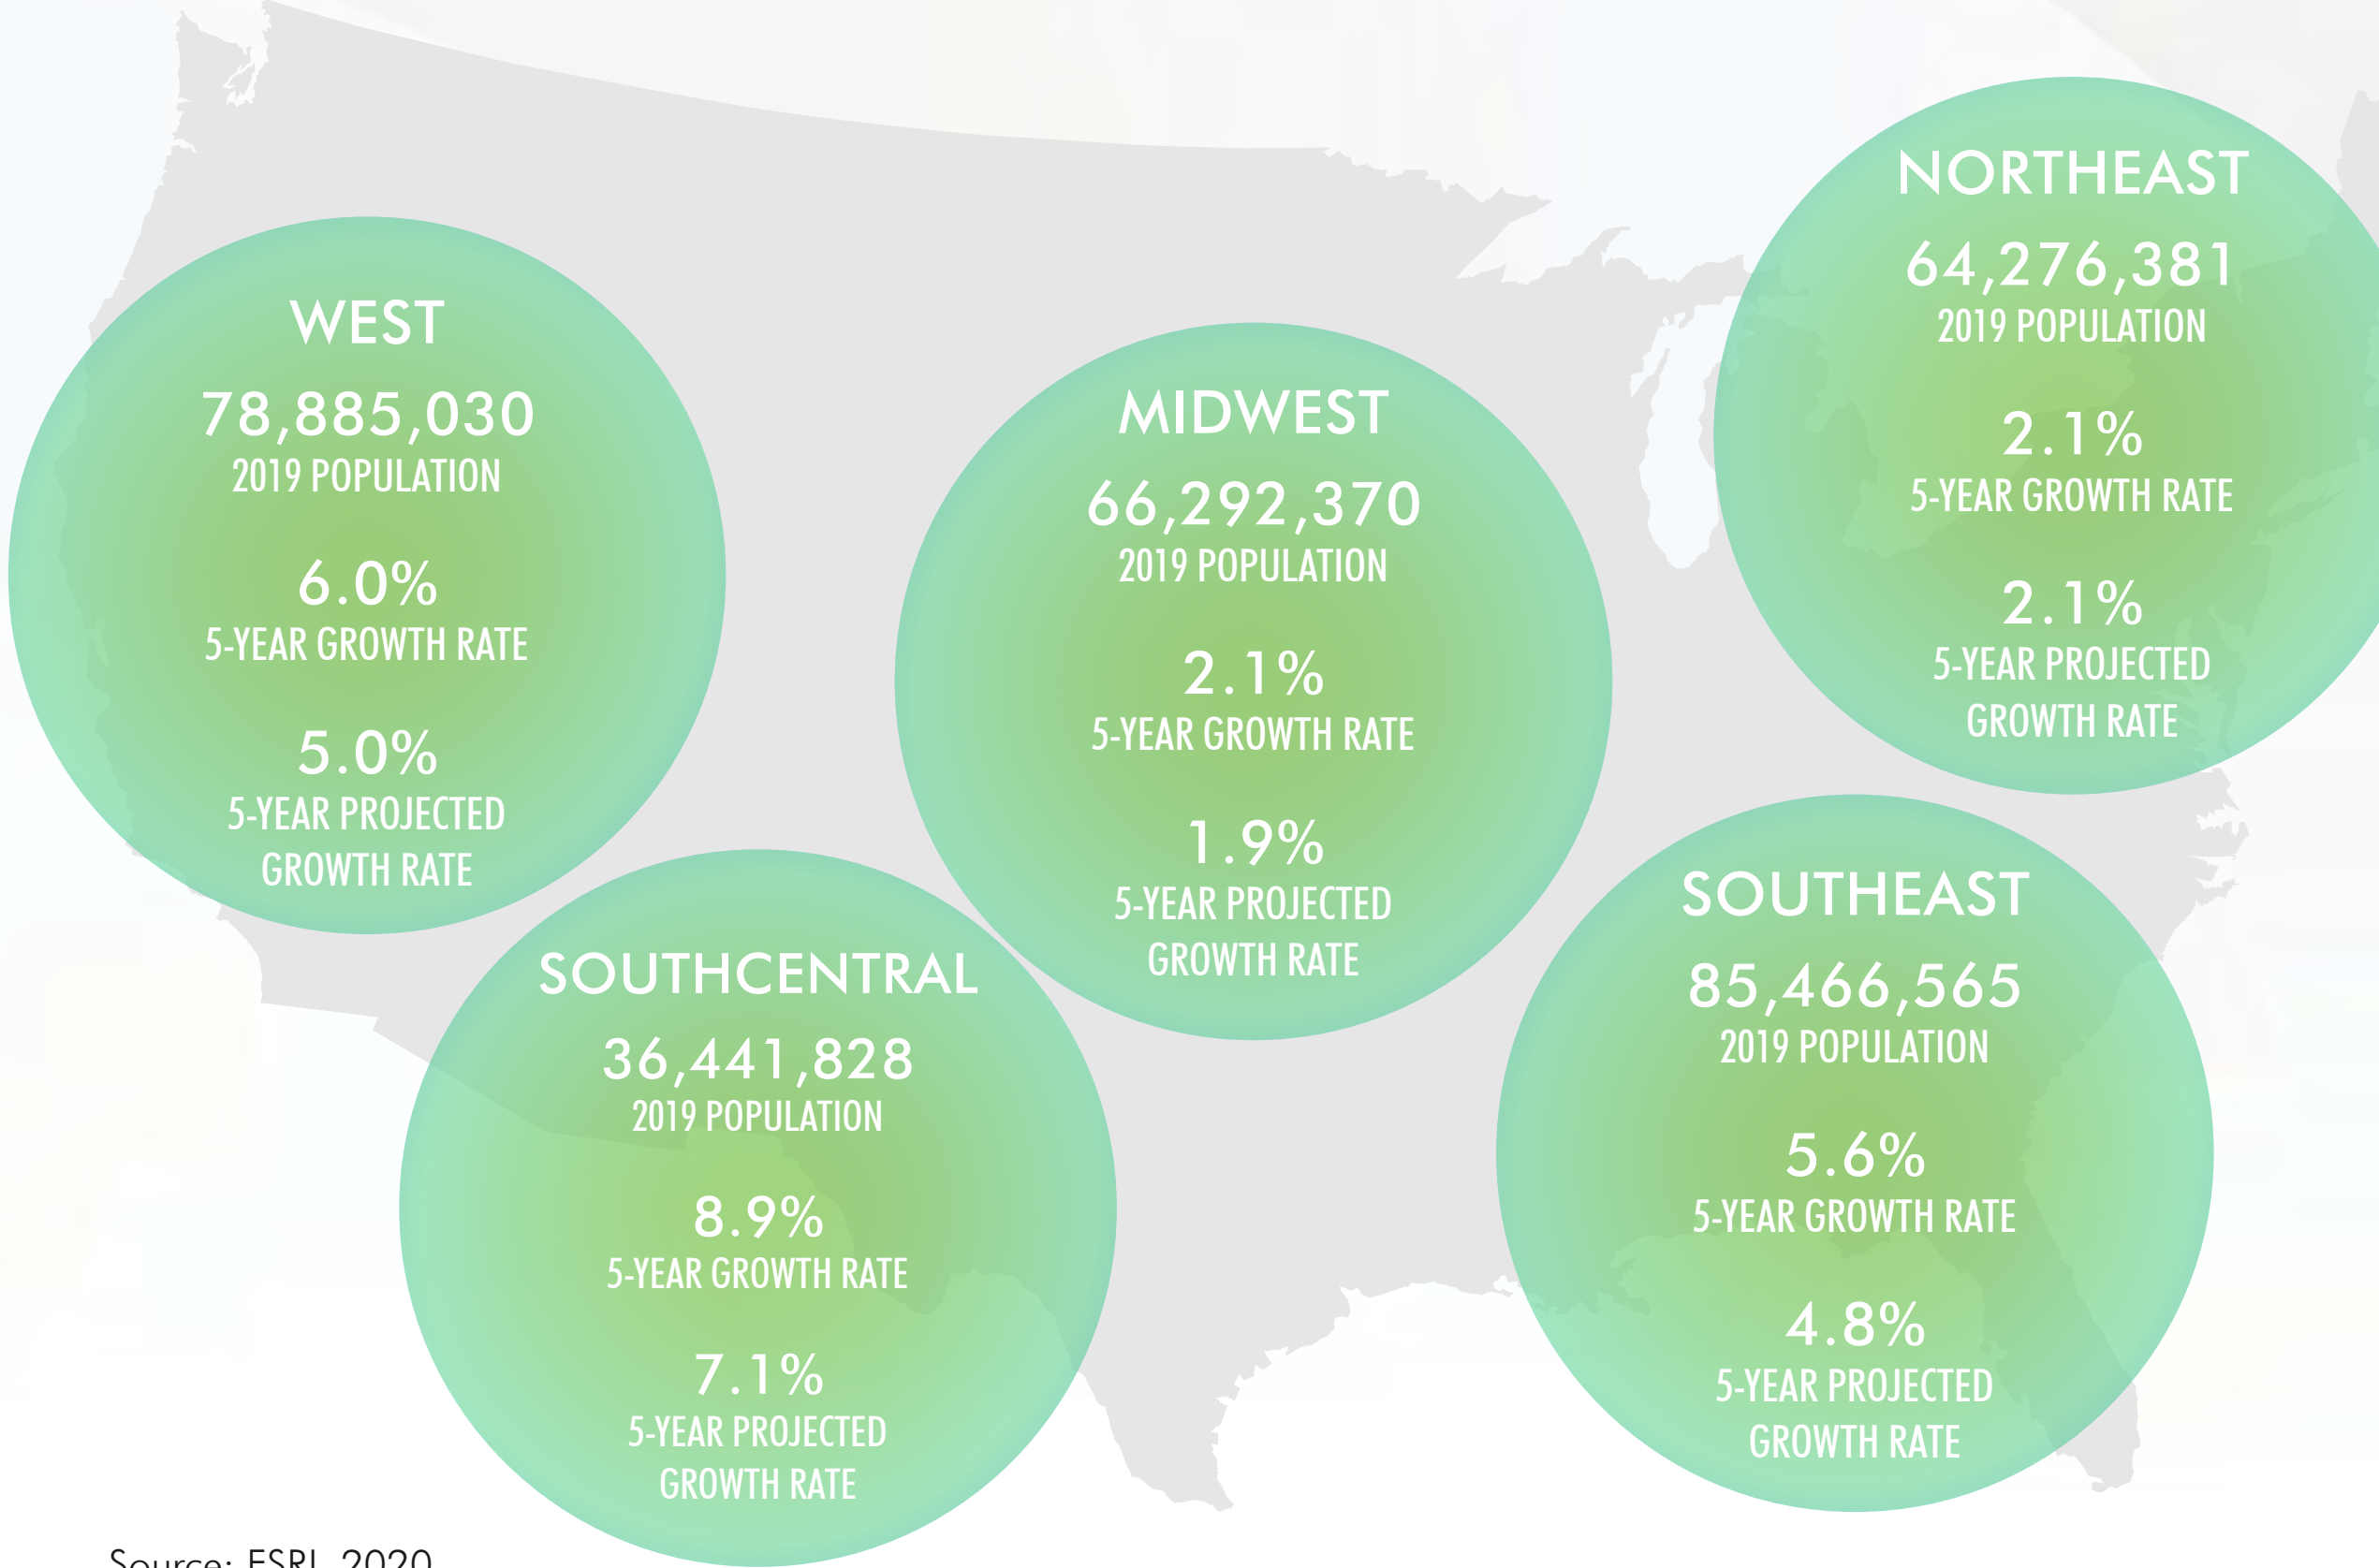 WEST
78,885,030
2019 POPULATION
6.0%
5-YEAR GROWTH RATE
5.0%
5-YEAR PROJECTED
GROWTH RATE
MIDWEST
66,292,370
2019 POPULATION
2.1%
5-YEAR GROWTH RATE
1.9%
5-YEAR PROJECTED
GROWTH RATE
NORTHEAST
64,276,381
2019 POPULATION
2.1%
5-YEAR GROWTH RATE
2.1%
5-YEAR PROJECTED
GROWTH RATE
SOUTHCENTRAL
36,441,828
2019 POPULATION
8.9%
5-YEAR GROWTH RATE
7.1%
5-YEAR PROJECTED
GROWTH RATE
SOUTHEAST
85,466,565
2019 POPULATION
5.6%
5-YEAR GROWTH RATE
4.8%
5-YEAR PROJECTED
GROWTH RATE
Source: ESRI, 2020